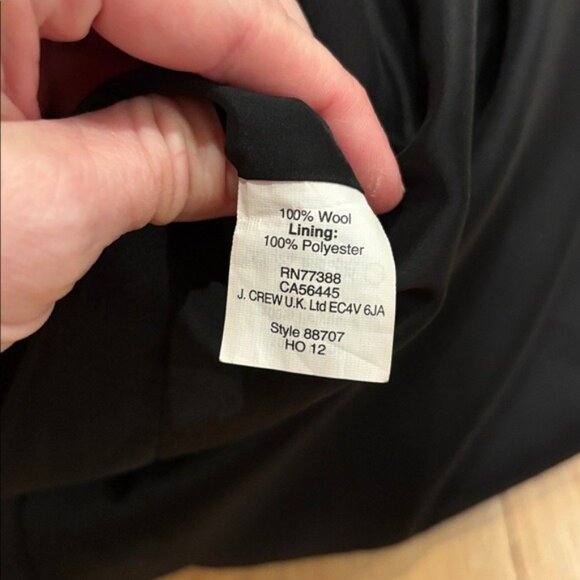 100% Wool
Lining:
100% Polyester
RN77388
CA56445
J. CREW U.K. Ltd EC4V 6JA
Style 88707
HO 12